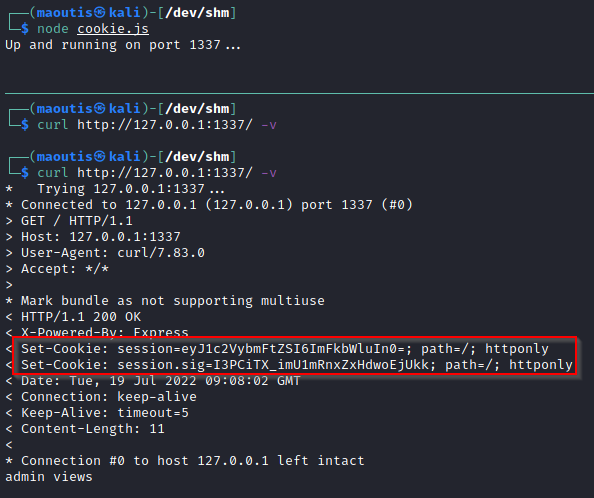 ┌──(maoutis㉿kali)-[/dev/shm]
└─$ node cookie.js
Up and running on port 1337...
┌──(maoutis㉿kali)-[/dev/shm]
└─$ curl http://127.0.0.1:1337/ -v
┌──(maoutis㉿kali)-[/dev/shm]
└─$ curl http://127.0.0.1:1337/ -v
*   Trying 127.0.0.1:1337...
* Connected to 127.0.0.1 (127.0.0.1) port 1337 (#0)
> GET / HTTP/1.1
> Host: 127.0.0.1:1337
> User-Agent: curl/7.83.0
> Accept: */*
>
* Mark bundle as not supporting multiuse
< HTTP/1.1 200 OK
< X-Powered-By: Express
< Set-Cookie: session=eyJ1c2VybmFtZSI6ImFkbWluIn0=; path=/; httponly
< Set-Cookie: session.sig=I3PCiTX_imU1mRnxZxHdwoEjUkk; path=/; httponly
< Date: Tue, 19 Jul 2022 09:08:02 GMT
< Connection: keep-alive
< Keep-Alive: timeout=5
< Content-Length: 11
<
* Connection #0 to host 127.0.0.1 left intact
admin views